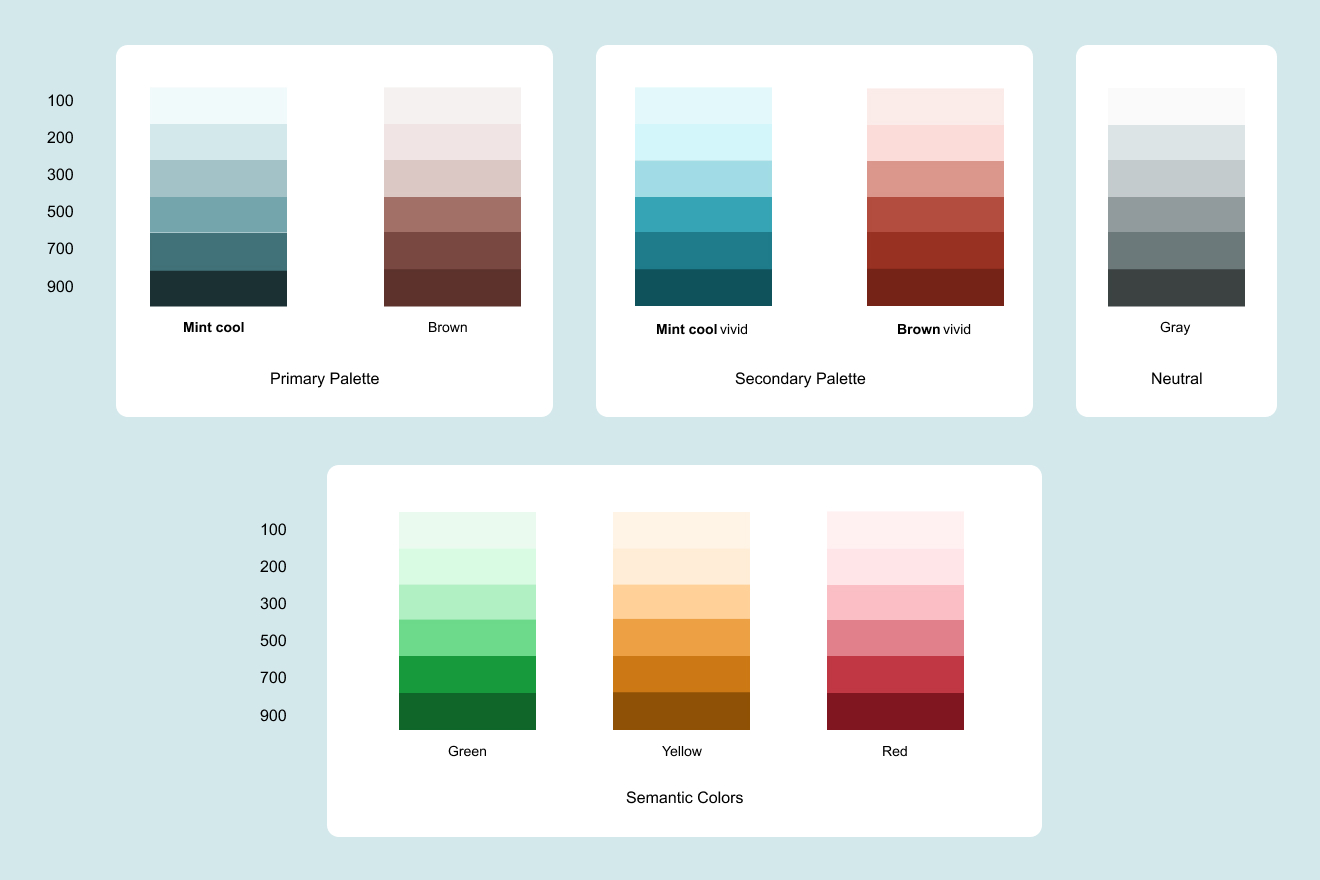 100
200
300
500
700
900
Mint cool
Brown
Primary Palette
Mint cool vivid
Brown vivid
Secondary Palette
Gray
Neutral
100
200
300
500
700
900
Green
Yellow
Red
Semantic Colors